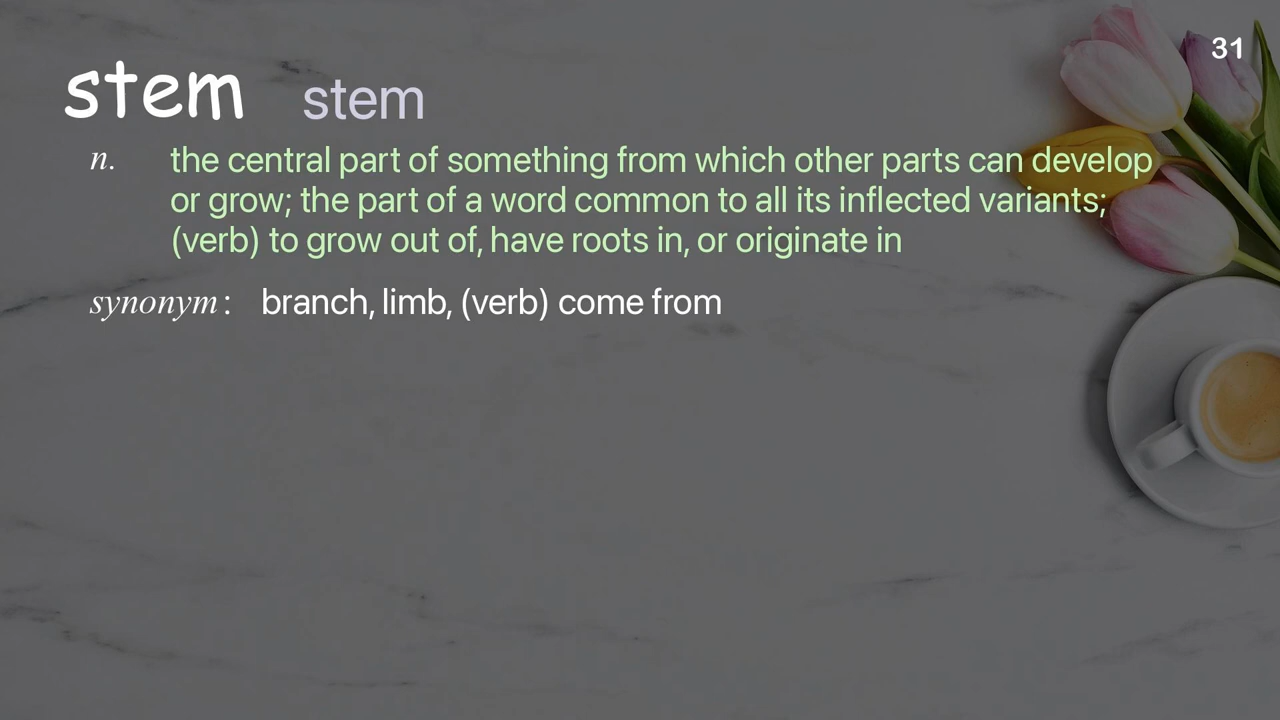 31
stem stem
n. the central part of something from which other parts can develop
or grow; the part of a word common to all its inflected variants;
(verb) to grow out of, have roots in, or originate in
synonym: branch, limb, (verb) come from